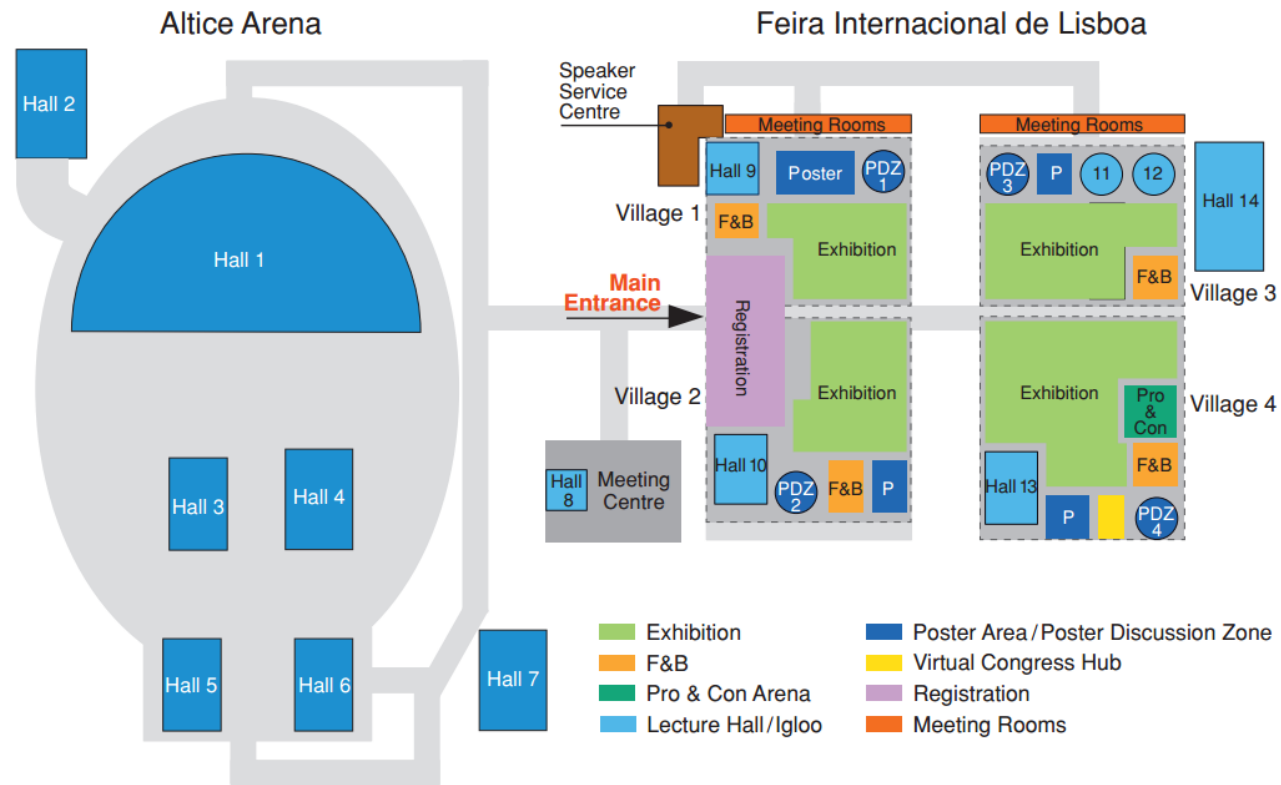 Altice Arena
Feira Internacional de Lisboa
Hall 2
Hall 1
Hall 3
Hall 4
Hall 5
Hall 6
Hall 7
Speaker
Service
Centre
Meeting Rooms
Hall 9
Poster
PDZ
1
Village 1
F&B
Exhibition
Main
Entrance
Registration
Village 2
Exhibition
Hall 10
PDZ
2
F&B
P
Hall
8
Meeting
Centre
Meeting Rooms
PDZ
3
P
11
12
Hall 14
Exhibition
F&B
Village 3
Exhibition
Pro
&
Con
Village 4
F&B
Hall 13
P
PDZ
4
Exhibition
F&B
Pro & Con Arena
Lecture Hall/Igloo
Poster Area/Poster Discussion Zone
Virtual Congress Hub
Registration
Meeting Rooms